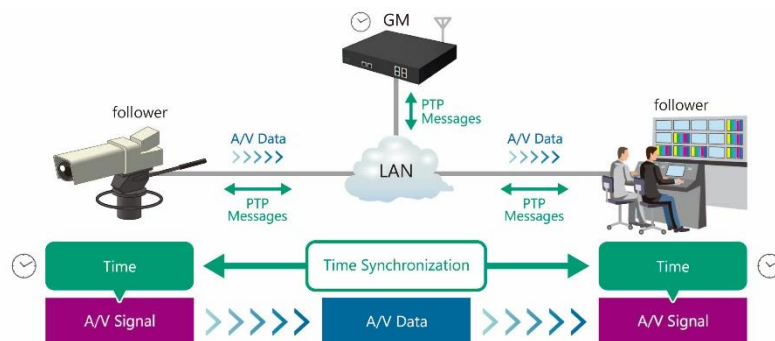 GM
follower
follower
PTP
Messages
A/V Data
A/V Data
LAN
PTP
Messages
PTP
Messages
Time
Time Synchronization
Time
A/V Signal
A/V Data
A/V Signal